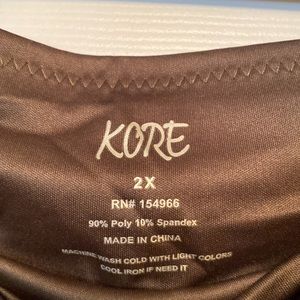 KORE
2X
RN# 154966
90% Poly 10% Spandex
MADE IN CHINA
MACHINE WASH COLD WITH LIGHT COLORS
COOL IRON IF NEED IT